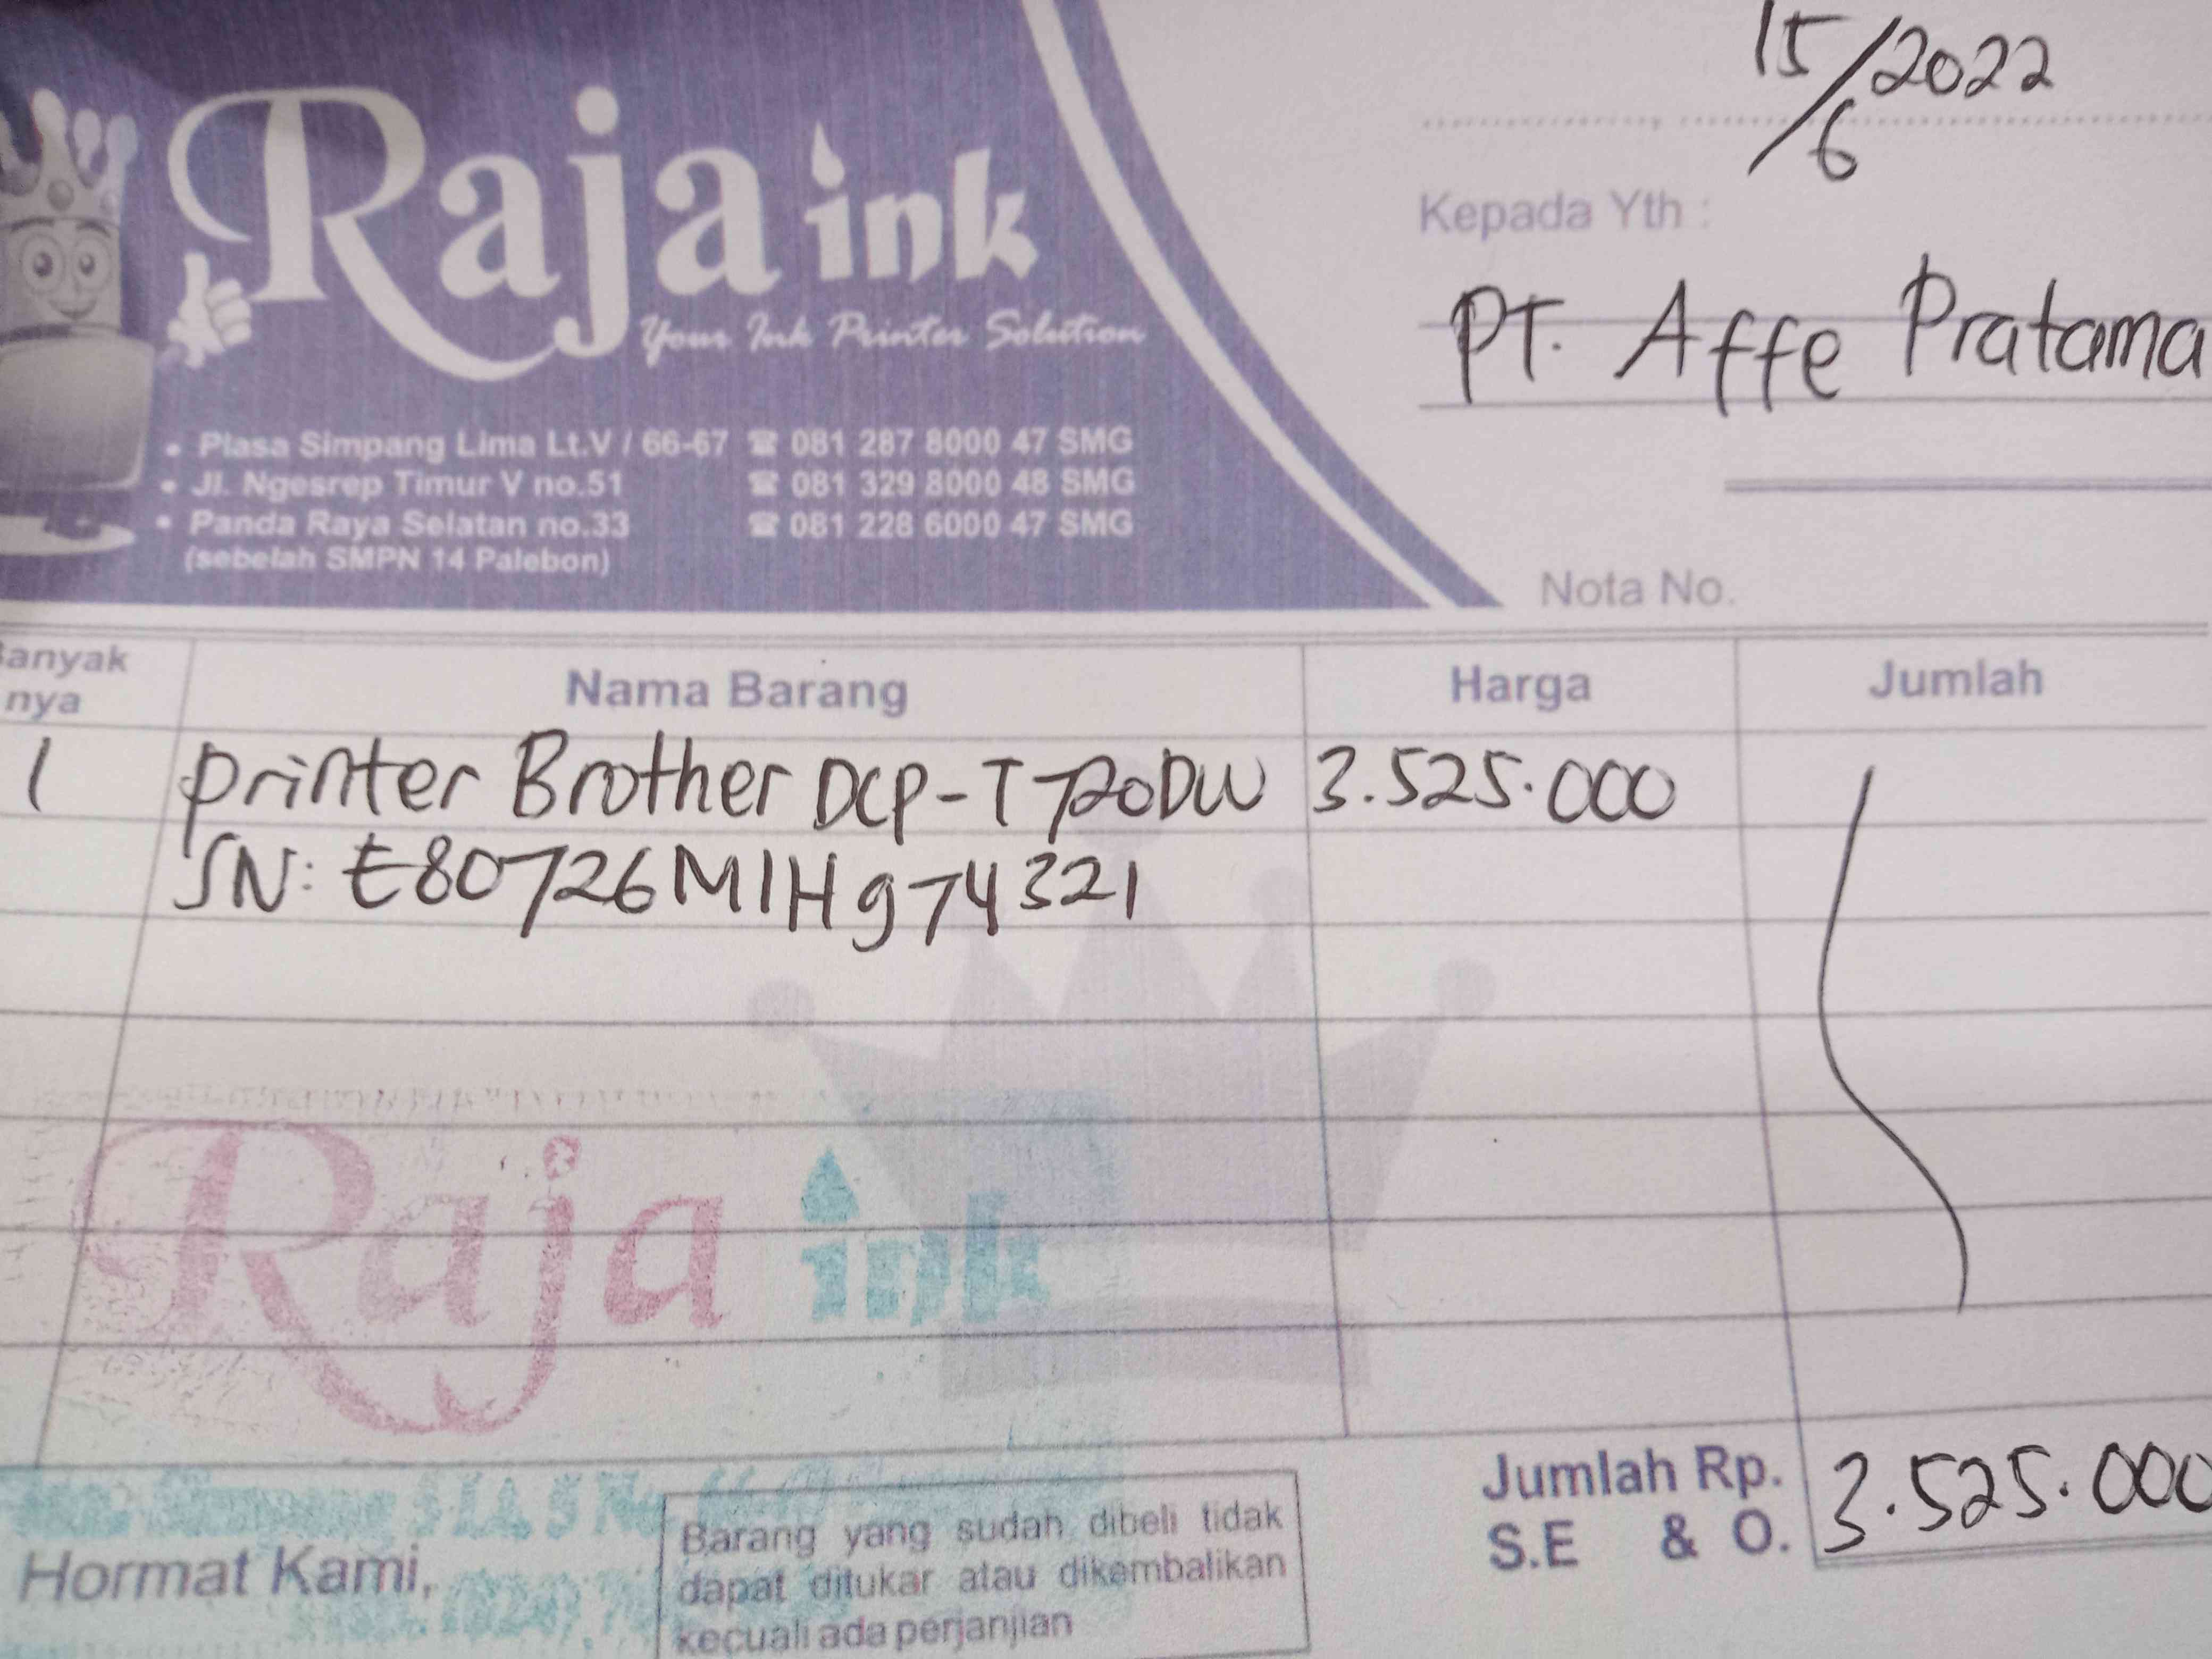 Raja ink
Your Ink Printer Solution
• Plasa Simpang Lima Lt.V / 66-67 ☎ 081 287 8000 47 SMG
• Jl. Ngesrep Timur V no.51 ☎ 081 329 8000 48 SMG
• Panda Raya Selatan no.33 ☎ 081 228 6000 47 SMG
(sebelah SMPN 14 Palebon)
15/6/2022
Kepada Yth :
PT. Affe Pratama
Nota No.
Banyak nya Nama Barang Harga Jumlah
1 printer Brother DCP-T720DW 3.525.000
SN: E80726M1H974321
Raja ink
Jumlah Rp. 3.525.000
S.E & O.
Hormat Kami,
Barang yang sudah dibeli tidak
dapat ditukar atau dikembalikan
kecuali ada perjanjian